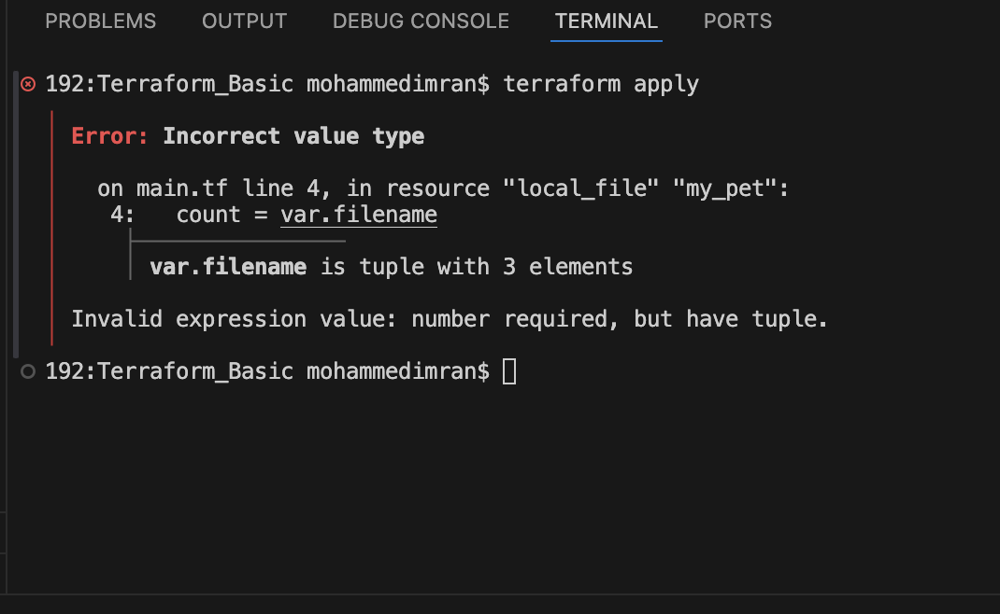 PROBLEMS OUTPUT DEBUG CONSOLE TERMINAL PORTS
192:Terraform_Basic mohammedimran$ terraform apply
Error: Incorrect value type
on main.tf line 4, in resource "local_file" "my_pet":
4: count = var.filename
var.filename is tuple with 3 elements
Invalid expression value: number required, but have tuple.
192:Terraform_Basic mohammedimran$